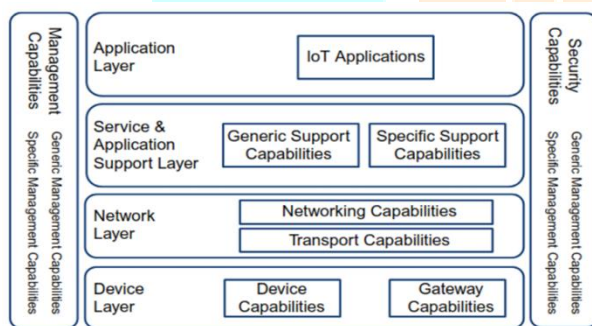 Management
Capabilities
Generic Management Capabilities
Specific Management Capabilities
Application
Layer
IoT Applications
Service &
Application
Support Layer
Generic Support
Capabilities
Specific Support
Capabilities
Network
Layer
Networking Capabilities
Transport Capabilities
Device
Layer
Device
Capabilities
Gateway
Capabilities
Security
Capabilities
Generic Management Capabilities
Specific Management Capabilities